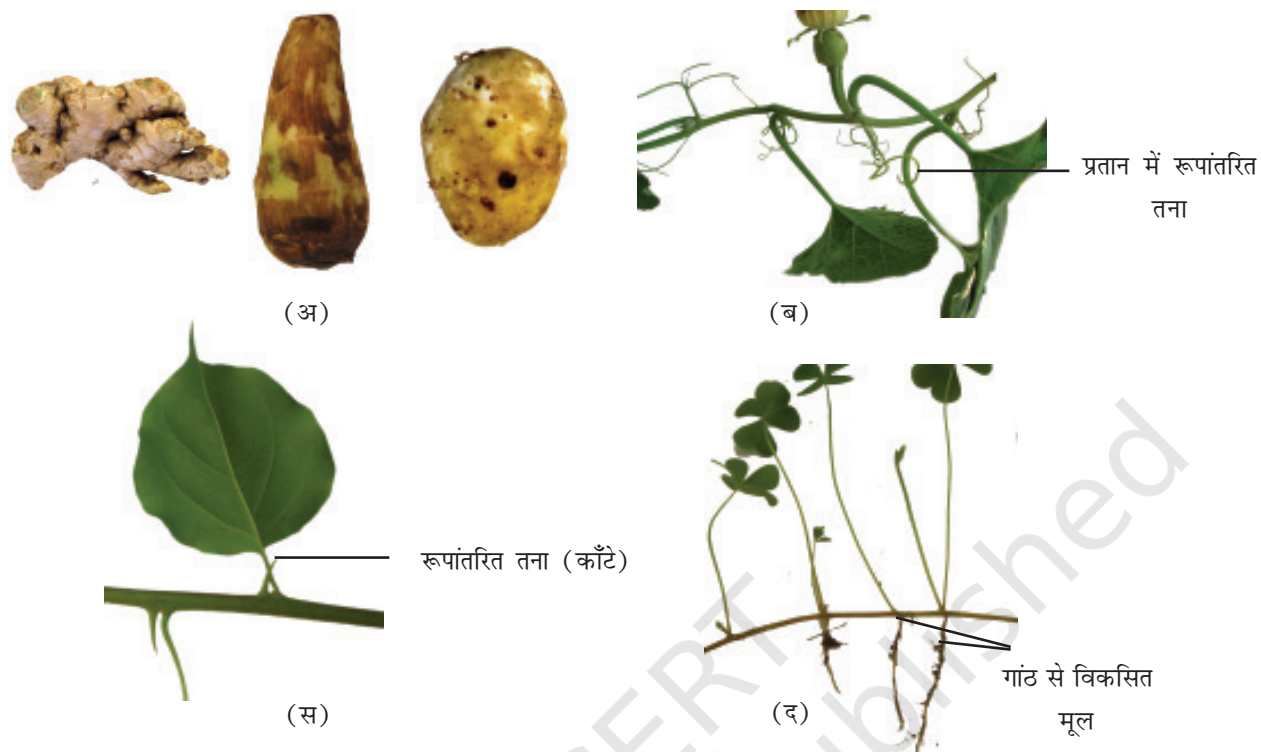 प्रतान में रूपांतरित
तना
(अ)
(ब)
रूपांतरित तना (काँटे)
गांठ से विकसित
मूल
(स)
(द)